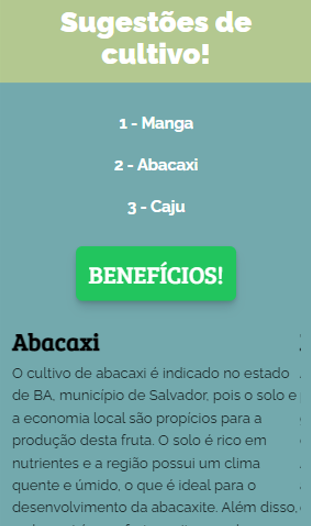 Sugestões de
cultivo!
1 - Manga
2 - Abacaxi
3 - Caju
BENEFÍCIOS!
Abacaxi
O cultivo de abacaxi é indicado no estado
de BA, município de Salvador, pois o solo e
a economia local são propícios para a
produção desta fruta. O solo é rico em
nutrientes e a região possui um clima
quente e úmido, o que é ideal para o
desenvolvimento da abacaxite. Além disso,